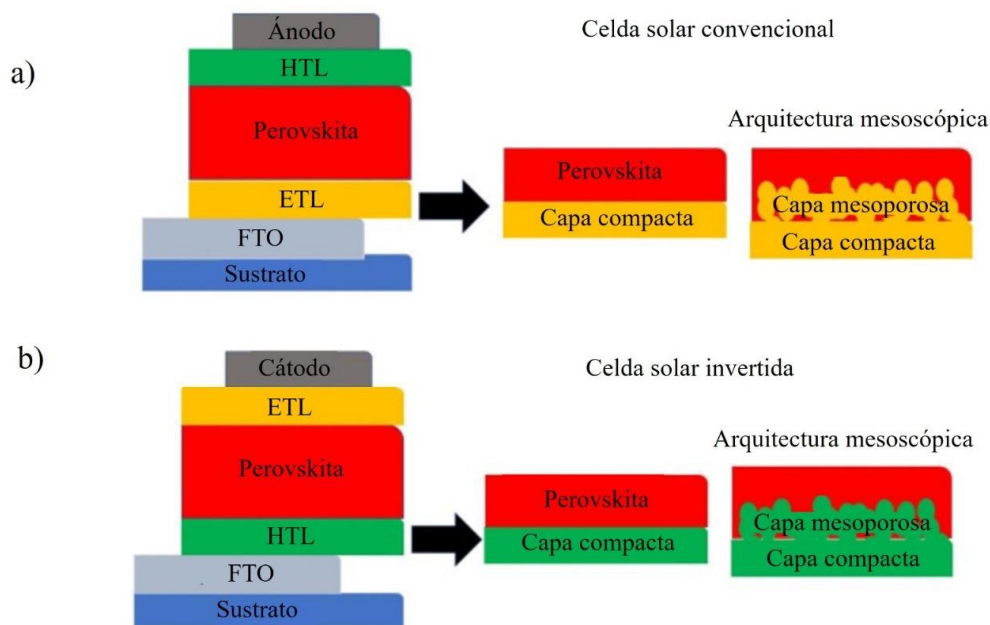 a)
Ánodo
HTL
Perovskita
ETL
FTO
Sustrato
Celda solar convencional
Arquitectura mesoscópica
Perovskita
Capa compacta
Capa mesoporosa
Capa compacta
b)
Cátodo
ETL
Perovskita
HTL
FTO
Sustrato
Celda solar invertida
Arquitectura mesoscópica
Perovskita
Capa compacta
Capa mesoporosa
Capa compacta